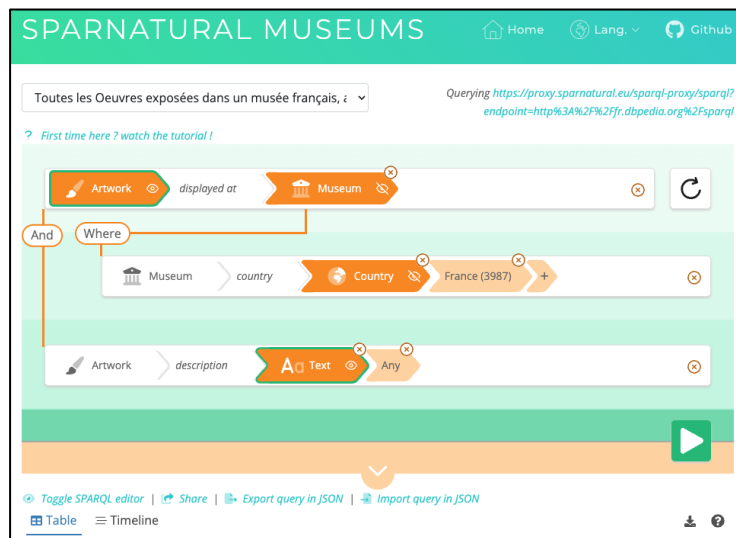 SPARNATURAL MUSEUMS
Home
Lang.
Github
Toutes les Oeuvres exposées dans un musée français, a
Querying https://proxy.sparnatural.eu/sparql-proxy/sparql?
endpoint=http%3A%2F%2Ffr.dbpedia.org%2Fsparql
? First time here ? watch the tutorial !
Artwork displayed at Museum
And
Where
Museum country Country France (3987) +
Artwork description Aa Text Any
Toggle SPARQL editor | Share | Export query in JSON | Import query in JSON
Table Timeline